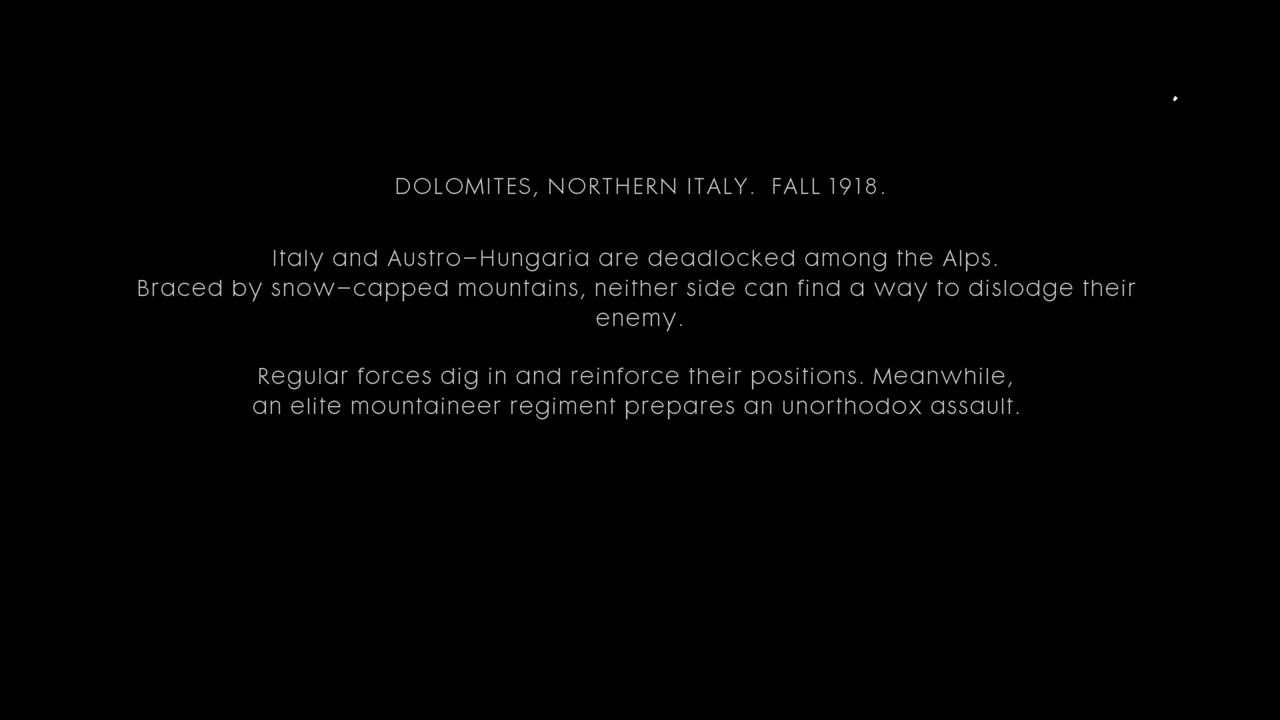 DOLOMITES, NORTHERN ITALY.  FALL 1918.
Italy and Austro-Hungaria are deadlocked among the Alps.
Braced by snow-capped mountains, neither side can find a way to dislodge their
enemy.
Regular forces dig in and reinforce their positions. Meanwhile,
an elite mountaineer regiment prepares an unorthodox assault.